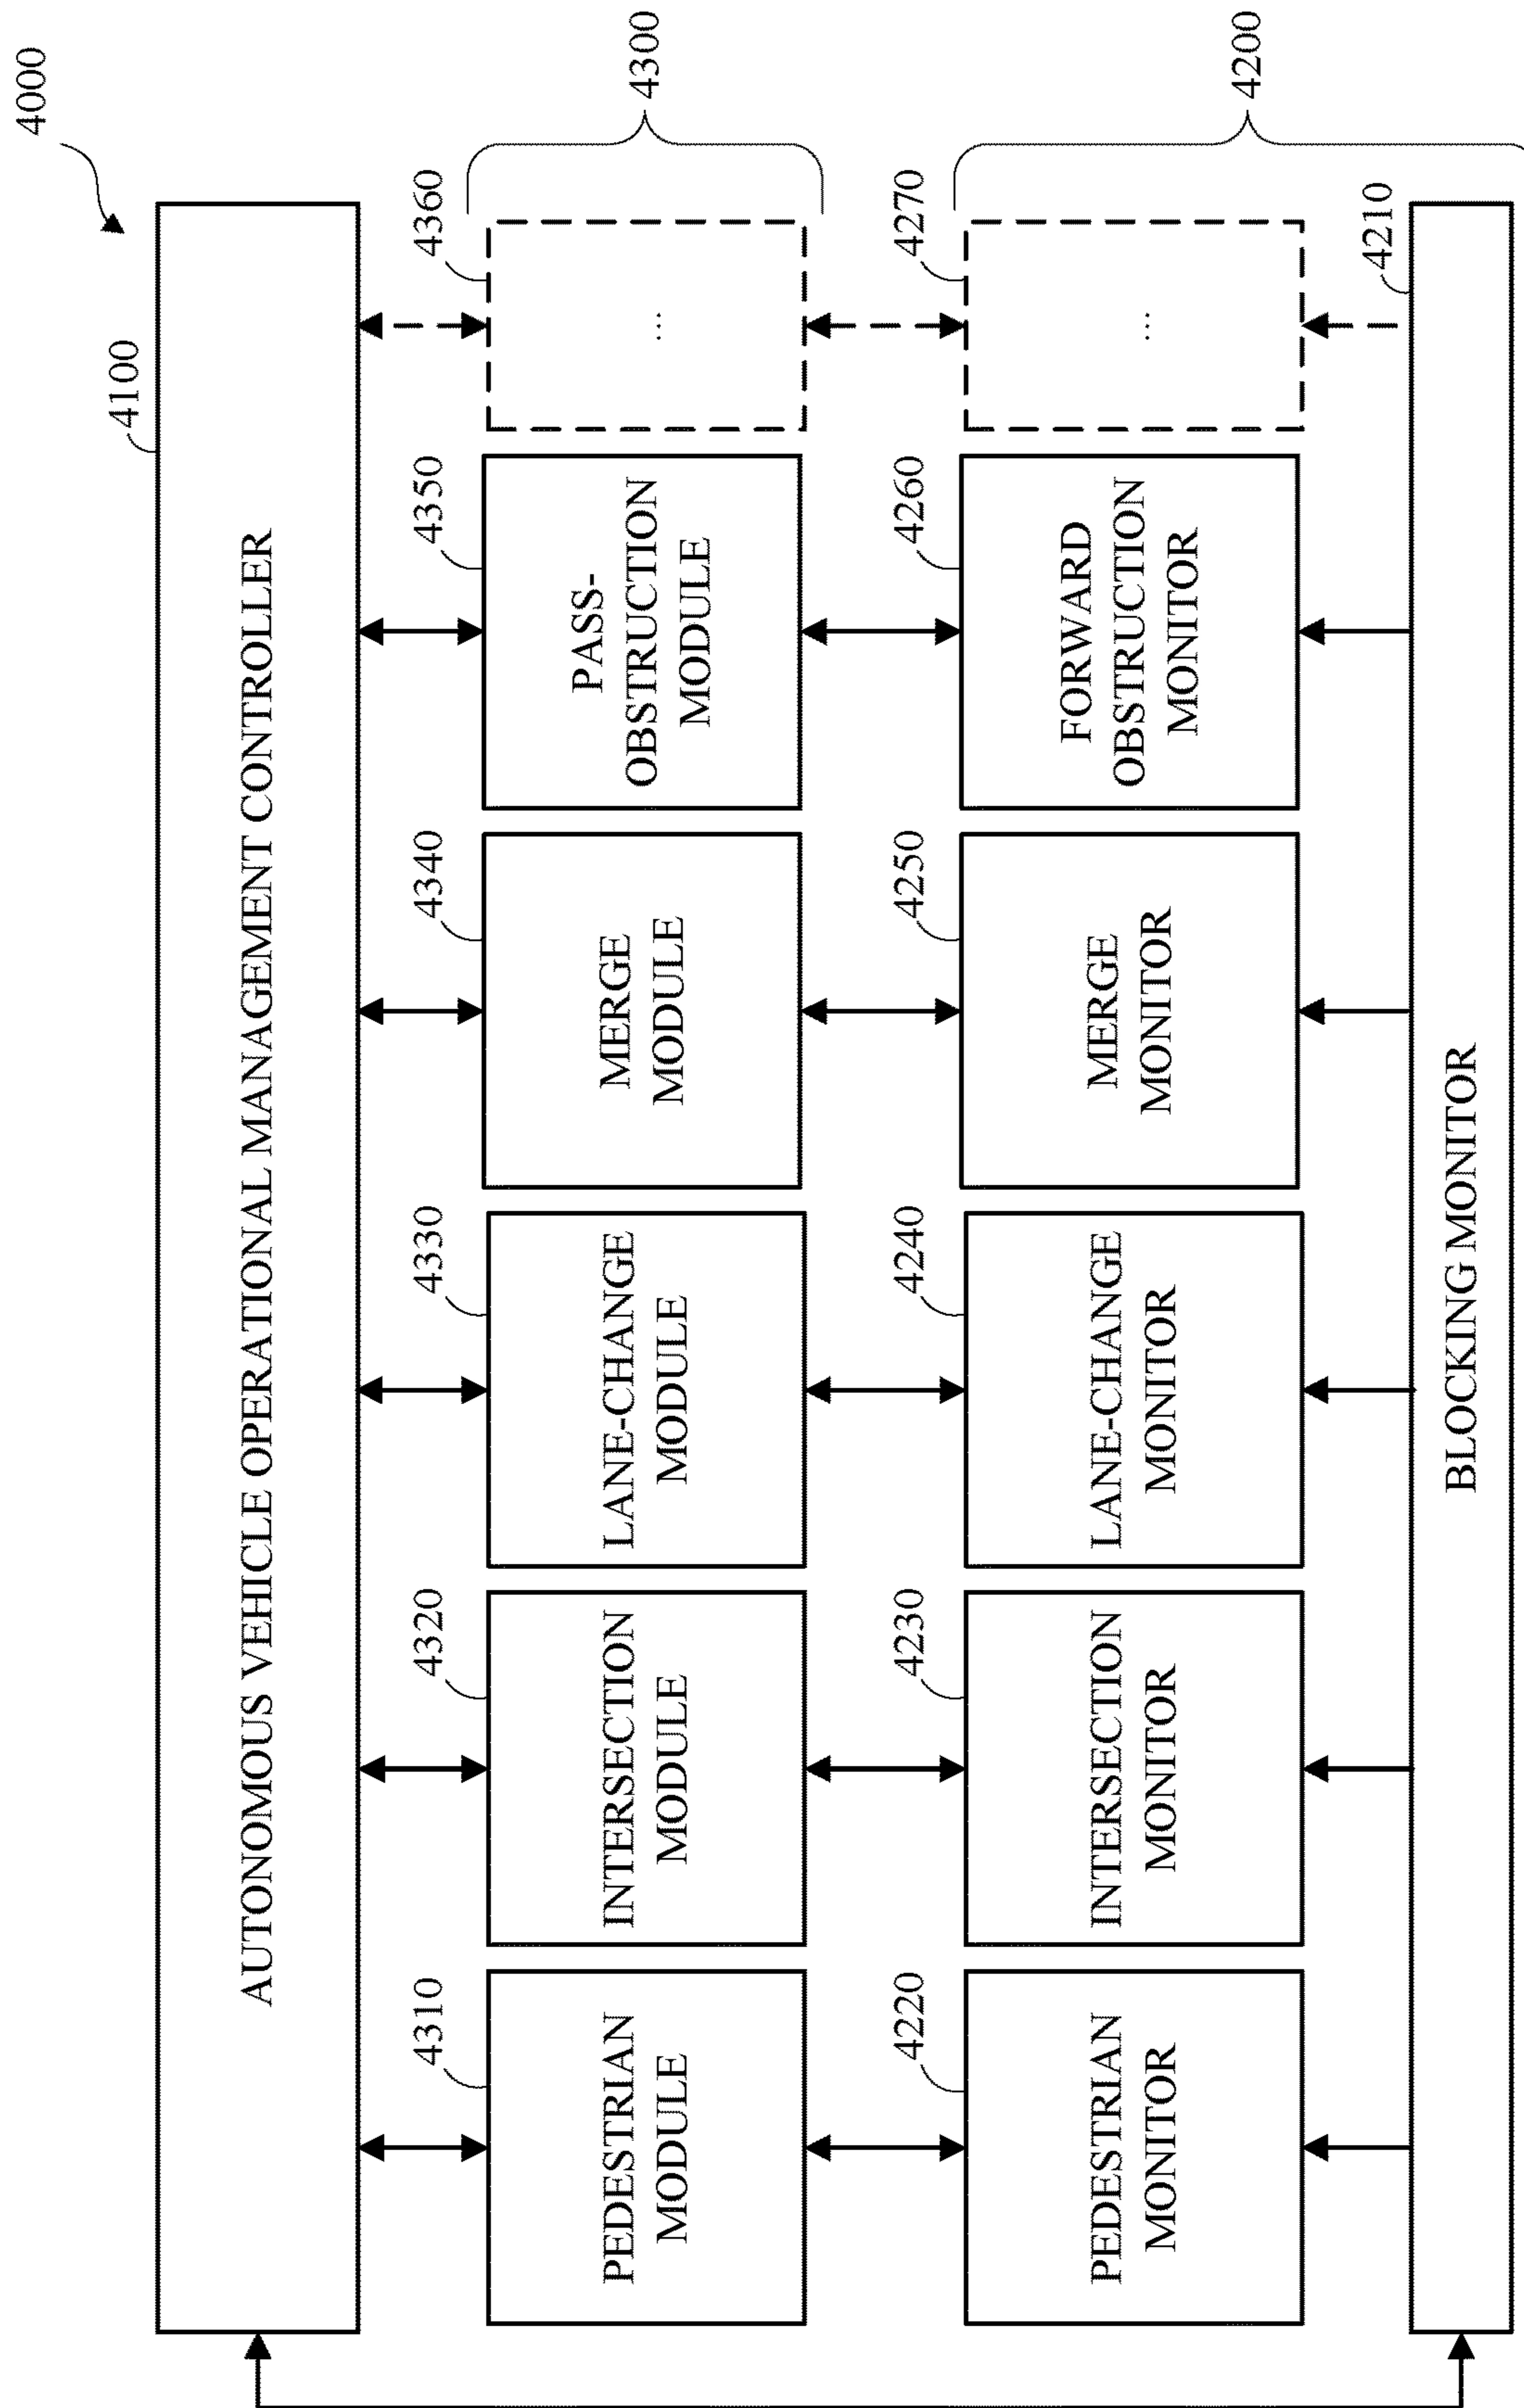 4000
4100
AUTONOMOUS VEHICLE OPERATIONAL MANAGEMENT CONTROLLER
4300
4310
4320
4330
4340
4350
4360
PEDESTRIAN
MODULE
INTERSECTION
MODULE
LANE-CHANGE
MODULE
MERGE
MODULE
PASS-
OBSTRUCTION
MODULE
...
4200
4220
4230
4240
4250
4260
4270
PEDESTRIAN
MONITOR
INTERSECTION
MONITOR
LANE-CHANGE
MONITOR
MERGE
MONITOR
FORWARD
OBSTRUCTION
MONITOR
...
4210
BLOCKING MONITOR